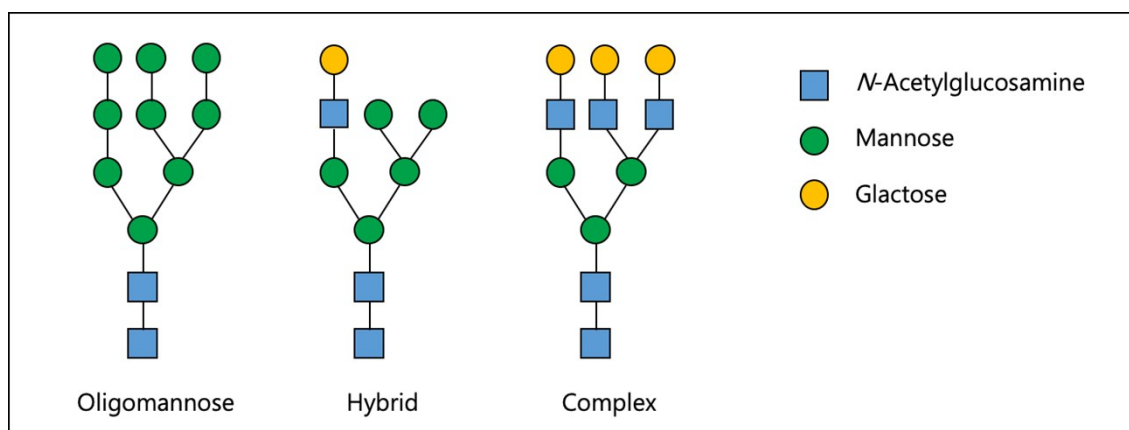 N-Acetylglucosamine
Mannose
Glactose
Oligomannose
Hybrid
Complex